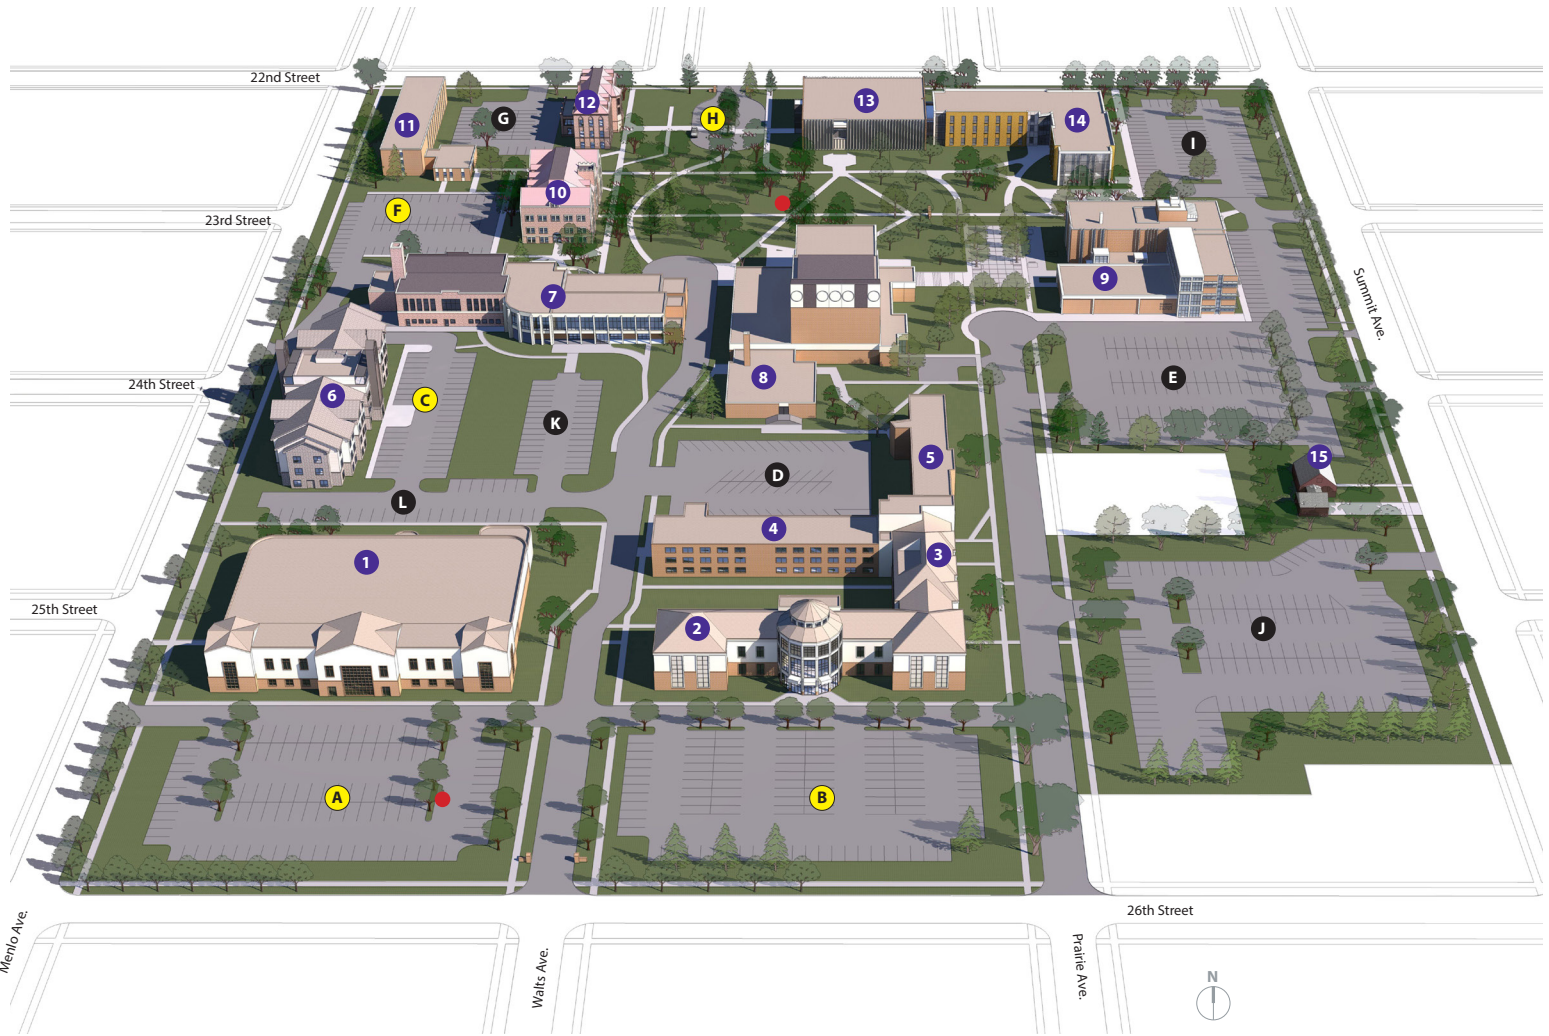 22nd Street
12
13
11
G
H
14
I
10
F
23rd Street
9
7
Summit Ave.
8
E
24th Street
6
C
K
15
5
D
L
4
3
1
25th Street
2
J
A
B
26th Street
Menlo Ave.
Walts Ave.
Prairie Ave.
N